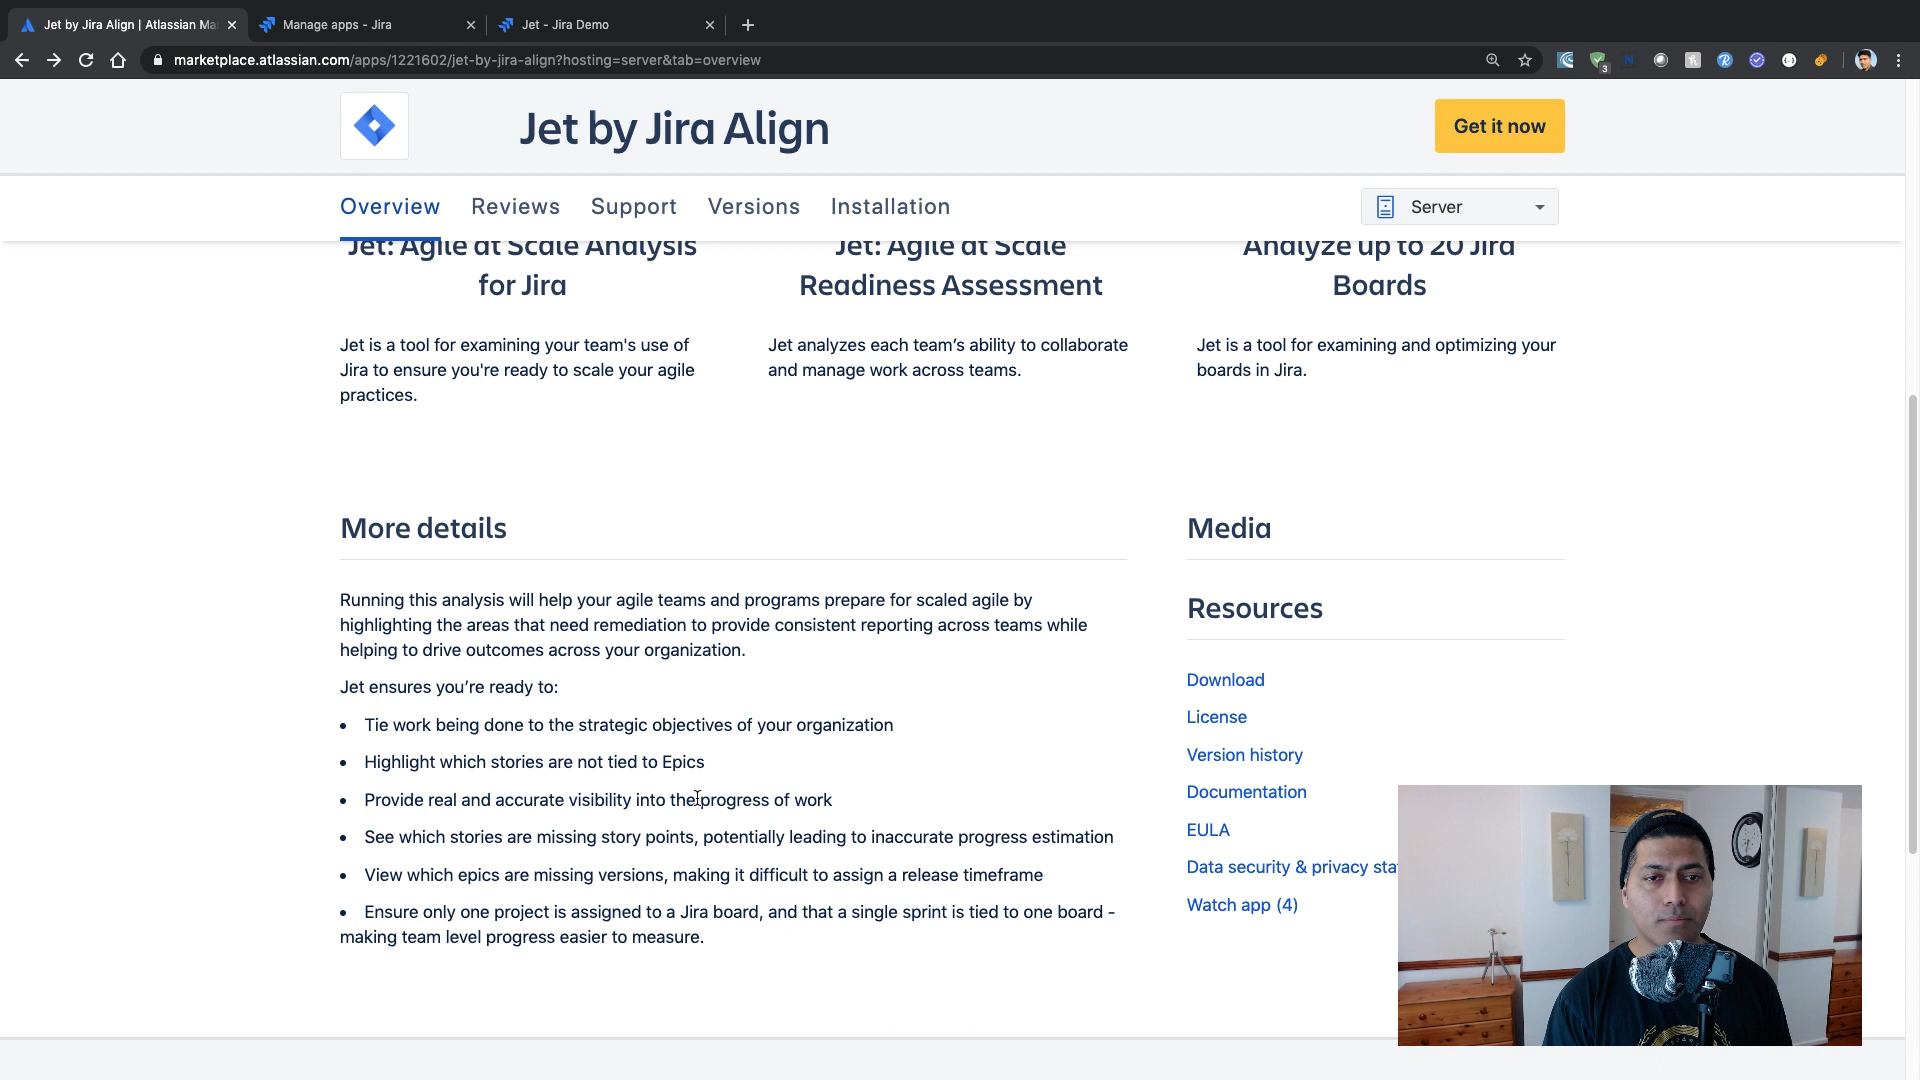 Jet by Jira Align | Atlassian Ma
Manage apps - Jira
Jet - Jira Demo
marketplace.atlassian.com/apps/1221602/jet-by-jira-align?hosting=server&tab=overview
3
Jet by Jira Align
Get it now
Overview
Reviews
Support
Versions
Installation
Server
Jet: Agile at Scale Analysis
for Jira
Jet: Agile at Scale
Readiness Assessment
Analyze up to 20 Jira
Boards
Jet is a tool for examining your team's use of
Jira to ensure you're ready to scale your agile
practices.
Jet analyzes each team’s ability to collaborate
and manage work across teams.
Jet is a tool for examining and optimizing your
boards in Jira.
More details
Running this analysis will help your agile teams and programs prepare for scaled agile by
highlighting the areas that need remediation to provide consistent reporting across teams while
helping to drive outcomes across your organization.
Jet ensures you’re ready to:
• Tie work being done to the strategic objectives of your organization
• Highlight which stories are not tied to Epics
• Provide real and accurate visibility into the progress of work
• See which stories are missing story points, potentially leading to inaccurate progress estimation
• View which epics are missing versions, making it difficult to assign a release timeframe
• Ensure only one project is assigned to a Jira board, and that a single sprint is tied to one board -
making team level progress easier to measure.
Media
Resources
Download
License
Version history
Documentation
EULA
Data security & privacy sta
Watch app (4)